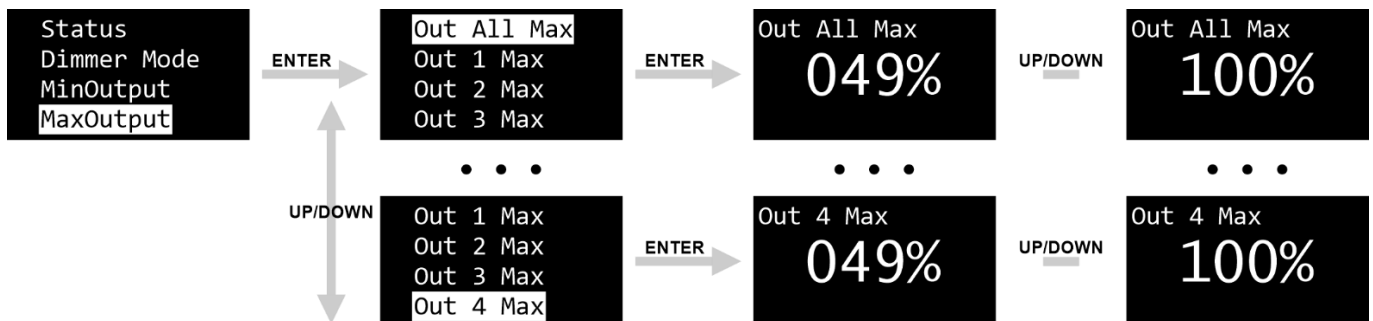 Status
Dimmer Mode
MinOutput
MaxOutput
ENTER
Out All Max
Out 1 Max
Out 2 Max
Out 3 Max
ENTER
Out All Max
049%
UP/DOWN
Out All Max
100%
UP/DOWN
Out 1 Max
Out 2 Max
Out 3 Max
Out 4 Max
ENTER
Out 4 Max
049%
UP/DOWN
Out 4 Max
100%